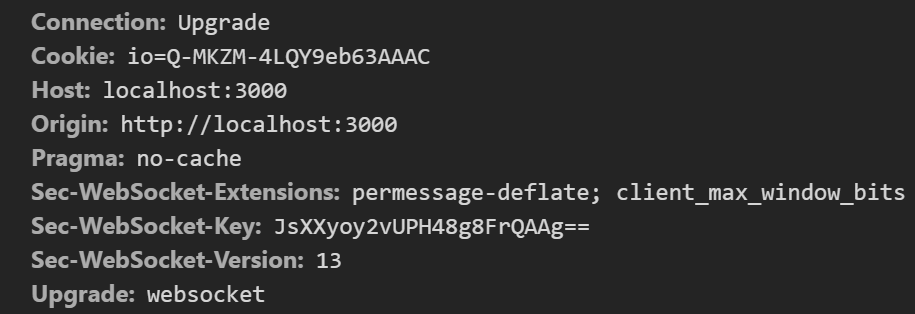 Connection: Upgrade
Cookie: io=Q-MKZM-4LQY9eb63AAAC
Host: localhost:3000
Origin: http://localhost:3000
Pragma: no-cache
Sec-WebSocket-Extensions: permessage-deflate; client_max_window_bits
Sec-WebSocket-Key: JsXXyoy2vUPH48g8FrQAAg==
Sec-WebSocket-Version: 13
Upgrade: websocket